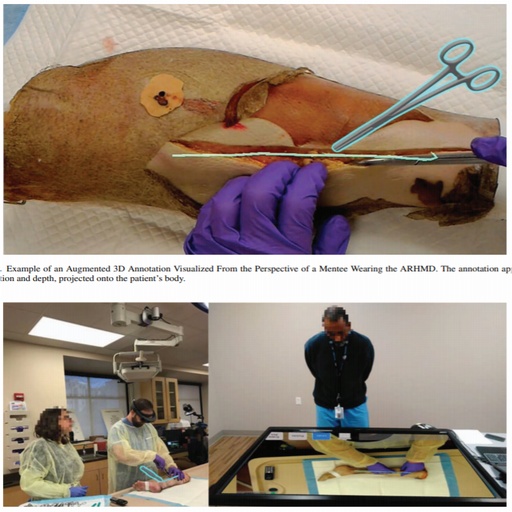 . Example of an Augmented 3D Annotation Visualized From the Perspective of a Mentee Wearing the ARHMD. The annotation
tion and depth, projected onto the patient's body.